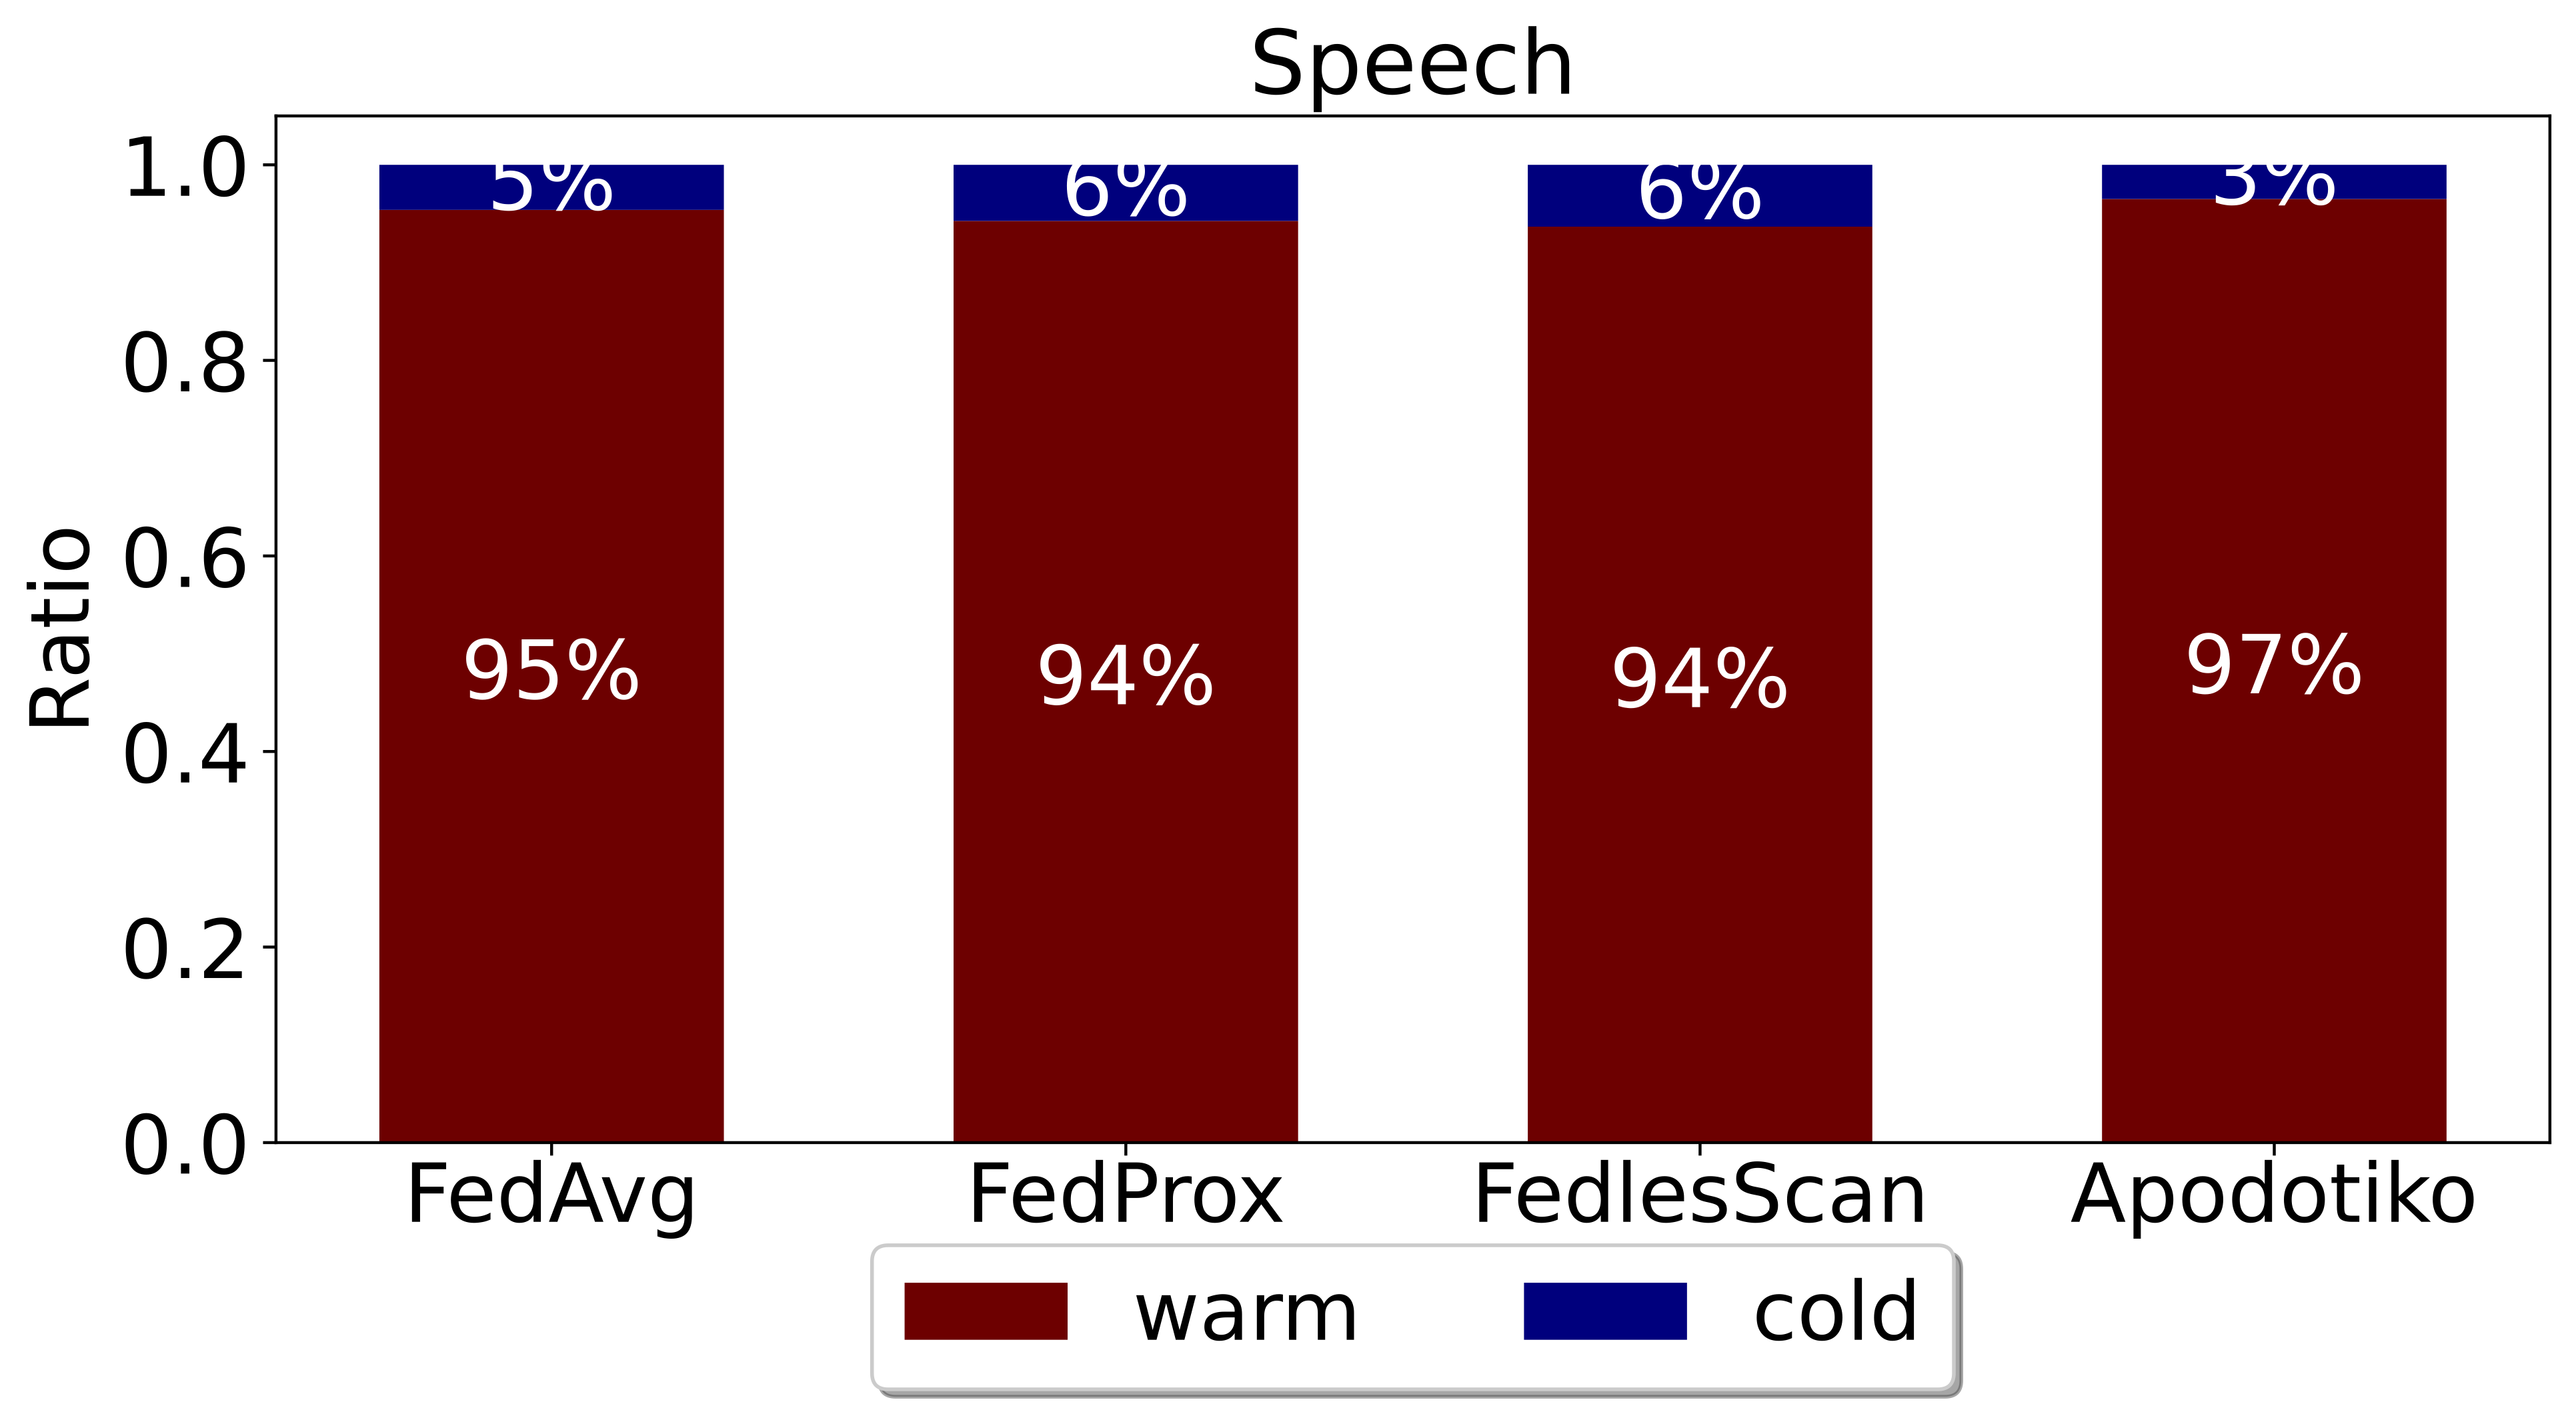 Speech
Ratio
1.0
0.8
0.6
0.4
0.2
0.0
5%
6%
6%
3%
95%
94%
94%
97%
FedAvg
FedProx
FedlesScan
Apodotiko
warm
cold